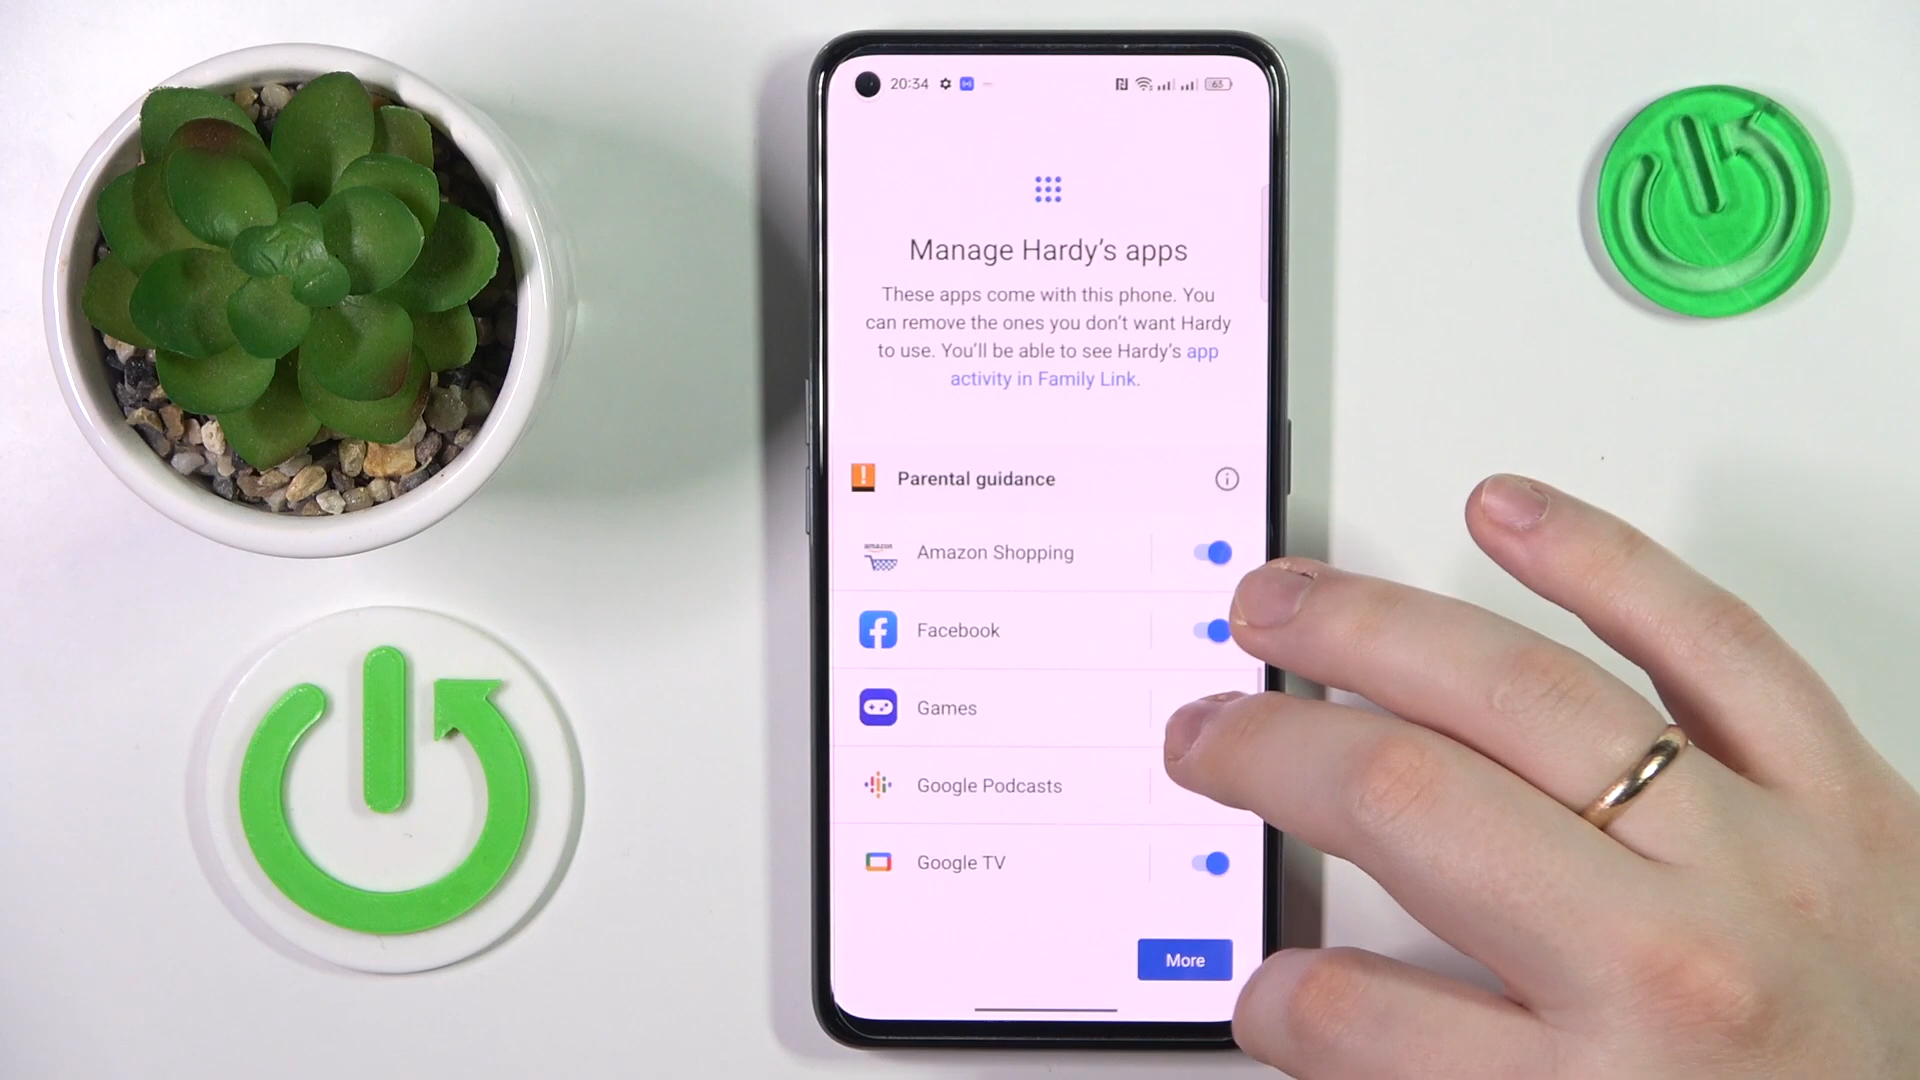 20:34
63
Manage Hardy's apps
These apps come with this phone. You
can remove the ones you don't want Hardy
to use. You'll be able to see Hardy's app
activity in Family Link.
! Parental guidance
amazon
Amazon Shopping
Facebook
Games
Google Podcasts
Google TV
More